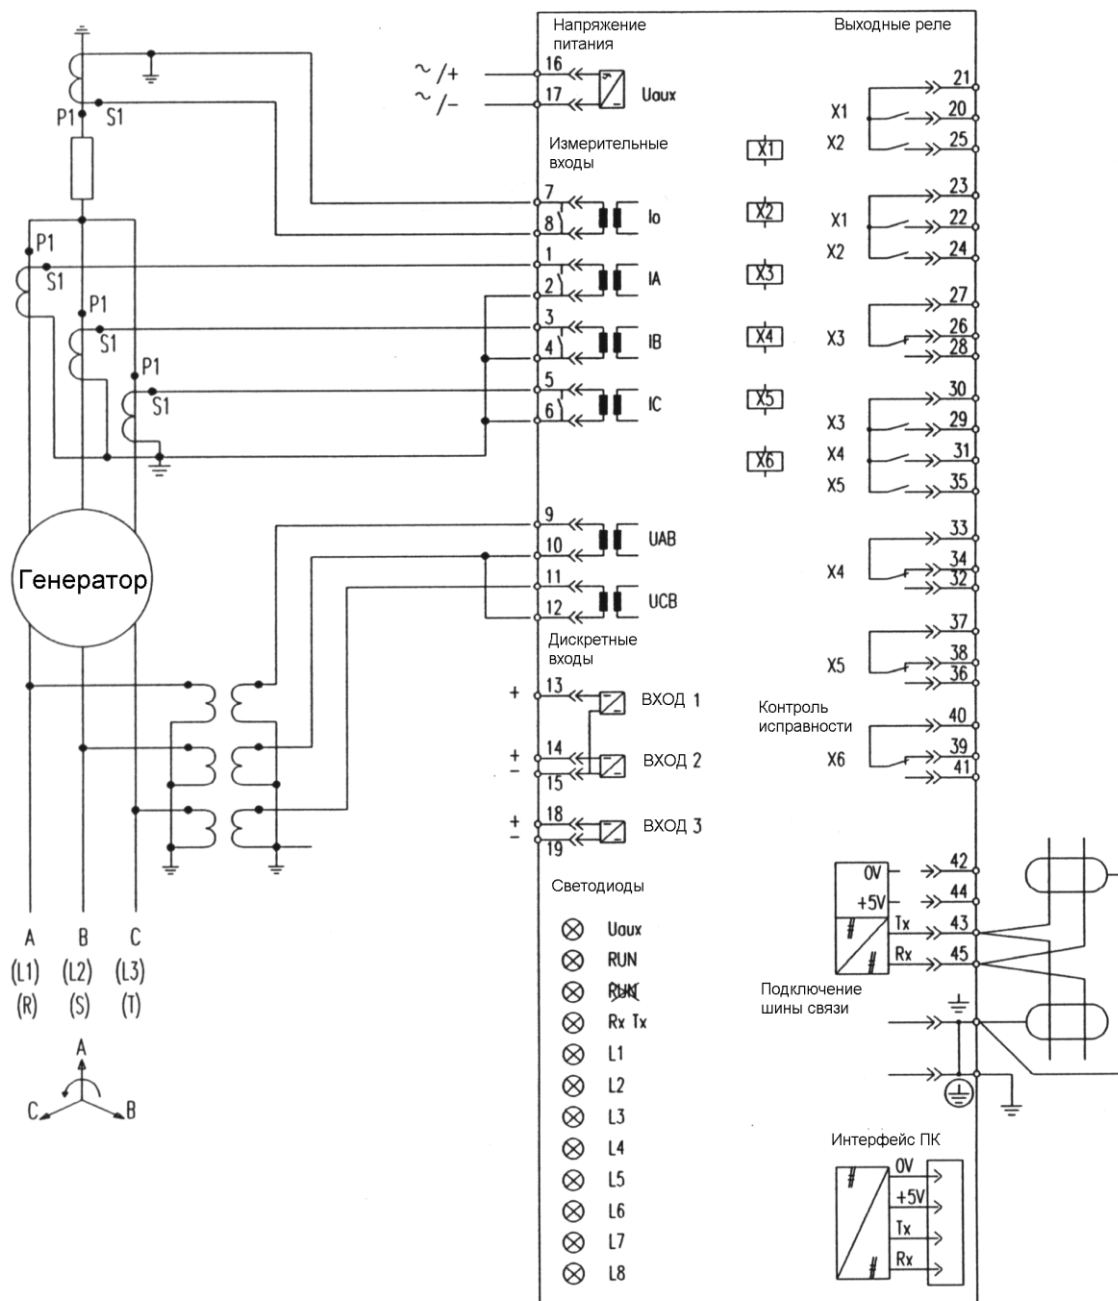 Напряжение
питания
16
17
~/+
~/-
Uaux
Измерительные
входы
7
8
Io
1
2
IA
3
4
IB
5
6
IC
9
10
UAB
11
12
UCB
Дискретные
входы
+
13
ВХОД 1
+
14
-
15
ВХОД 2
+
18
-
19
ВХОД 3
Светодиоды
Uaux
RUN
RUN
Rx Tx
L1
L2
L3
L4
L5
L6
L7
L8
P1
S1
P1
S1
P1
S1
P1
S1
Генератор
A
B
C
(L1)
(L2)
(L3)
(R)
(S)
(T)
A
C
B
X1
X2
X3
X4
X5
X6
Выходные реле
21
X1
20
X2
25
23
X1
22
X2
24
27
X3
26
28
30
X3
29
X4
31
X5
35
33
X4
34
32
37
X5
38
36
Контроль
исправности
40
X6
39
41
0V
42
+5V
44
Tx
43
Rx
45
Подключение
шины связи
Интерфейс ПК
0V
+5V
Tx
Rx